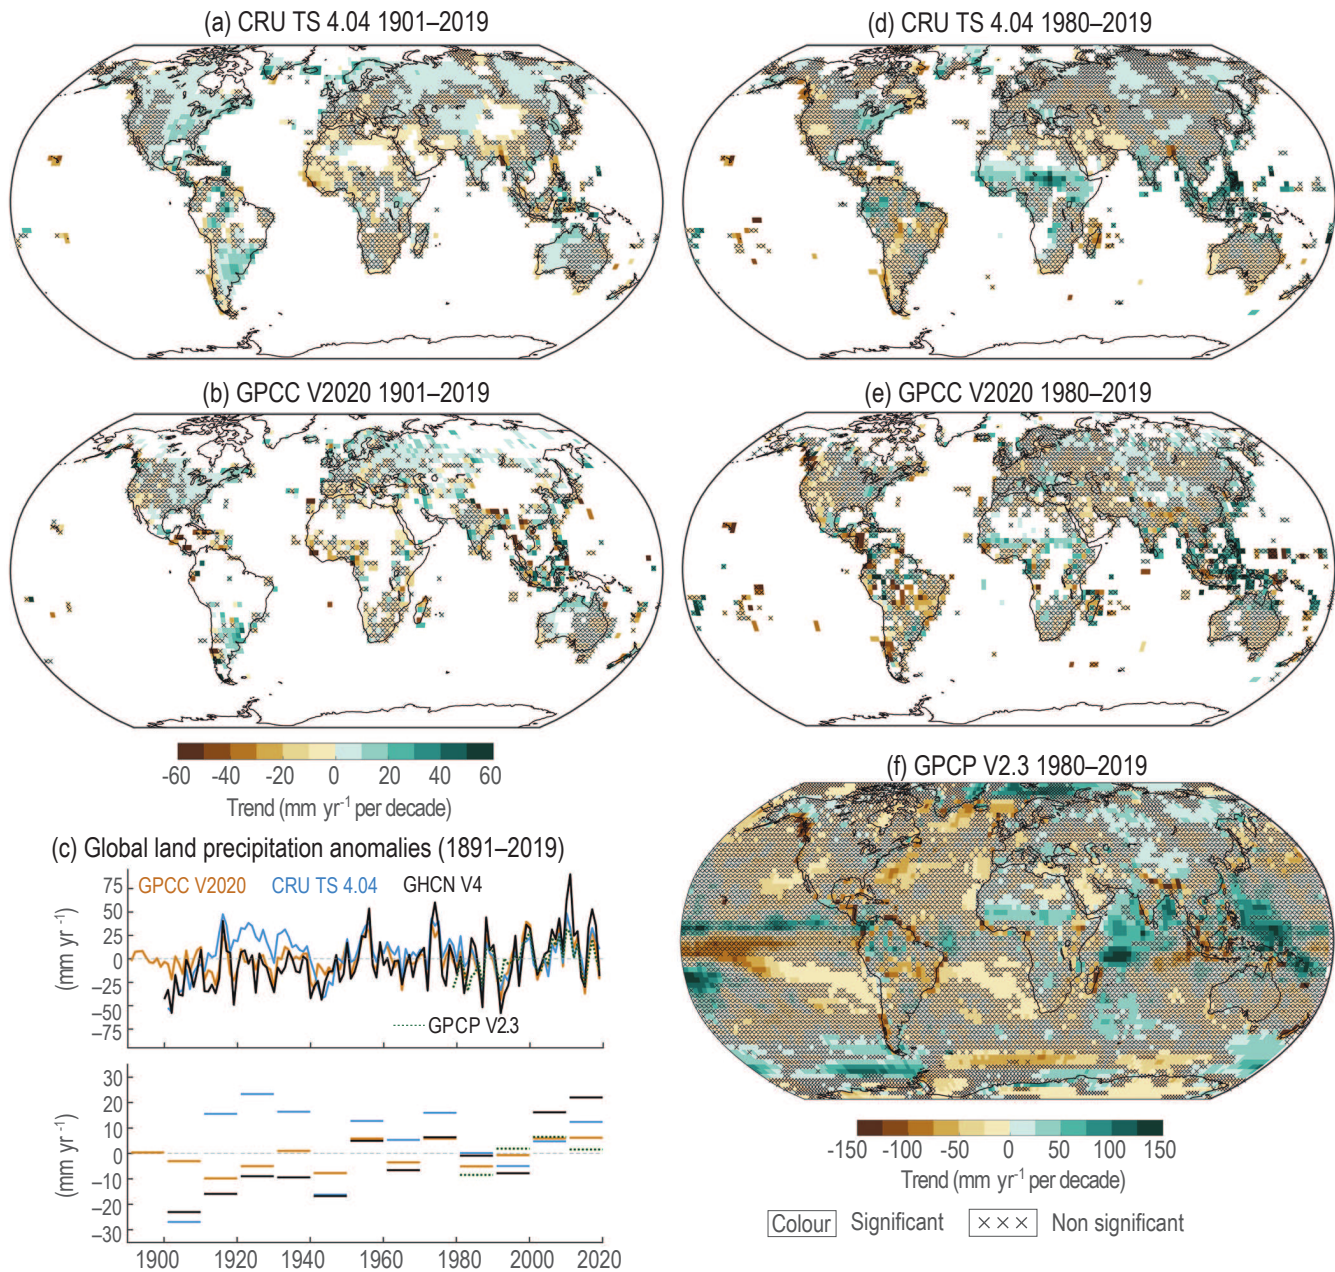 (a) CRU TS 4.04 1901–2019
(d) CRU TS 4.04 1980–2019
(b) GPCC V2020 1901–2019
(e) GPCC V2020 1980–2019
-60 -40 -20 0 20 40 60
Trend (mm yr⁻¹ per decade)
(f) GPCP V2.3 1980–2019
(c) Global land precipitation anomalies (1891–2019)
GPCC V2020 CRU TS 4.04 GHCN V4
75
50
25
0
−25
−50
−75
(mm yr⁻¹)
GPCP V2.3
30
20
10
0
−10
−20
−30
(mm yr⁻¹)
1900 1920 1940 1960 1980 2000 2020
-150 -100 -50 0 50 100 150
Trend (mm yr⁻¹ per decade)
Colour Significant ××× Non significant